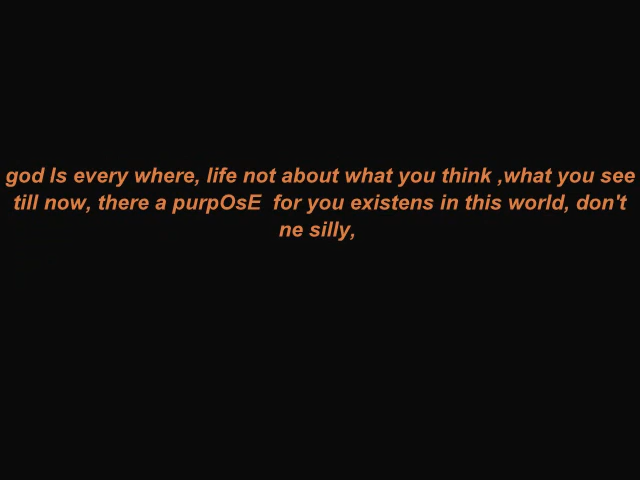 god Is every where, life not about what you think ,what you see
till now, there a purpOsE  for you existens in this world, don't
ne silly,